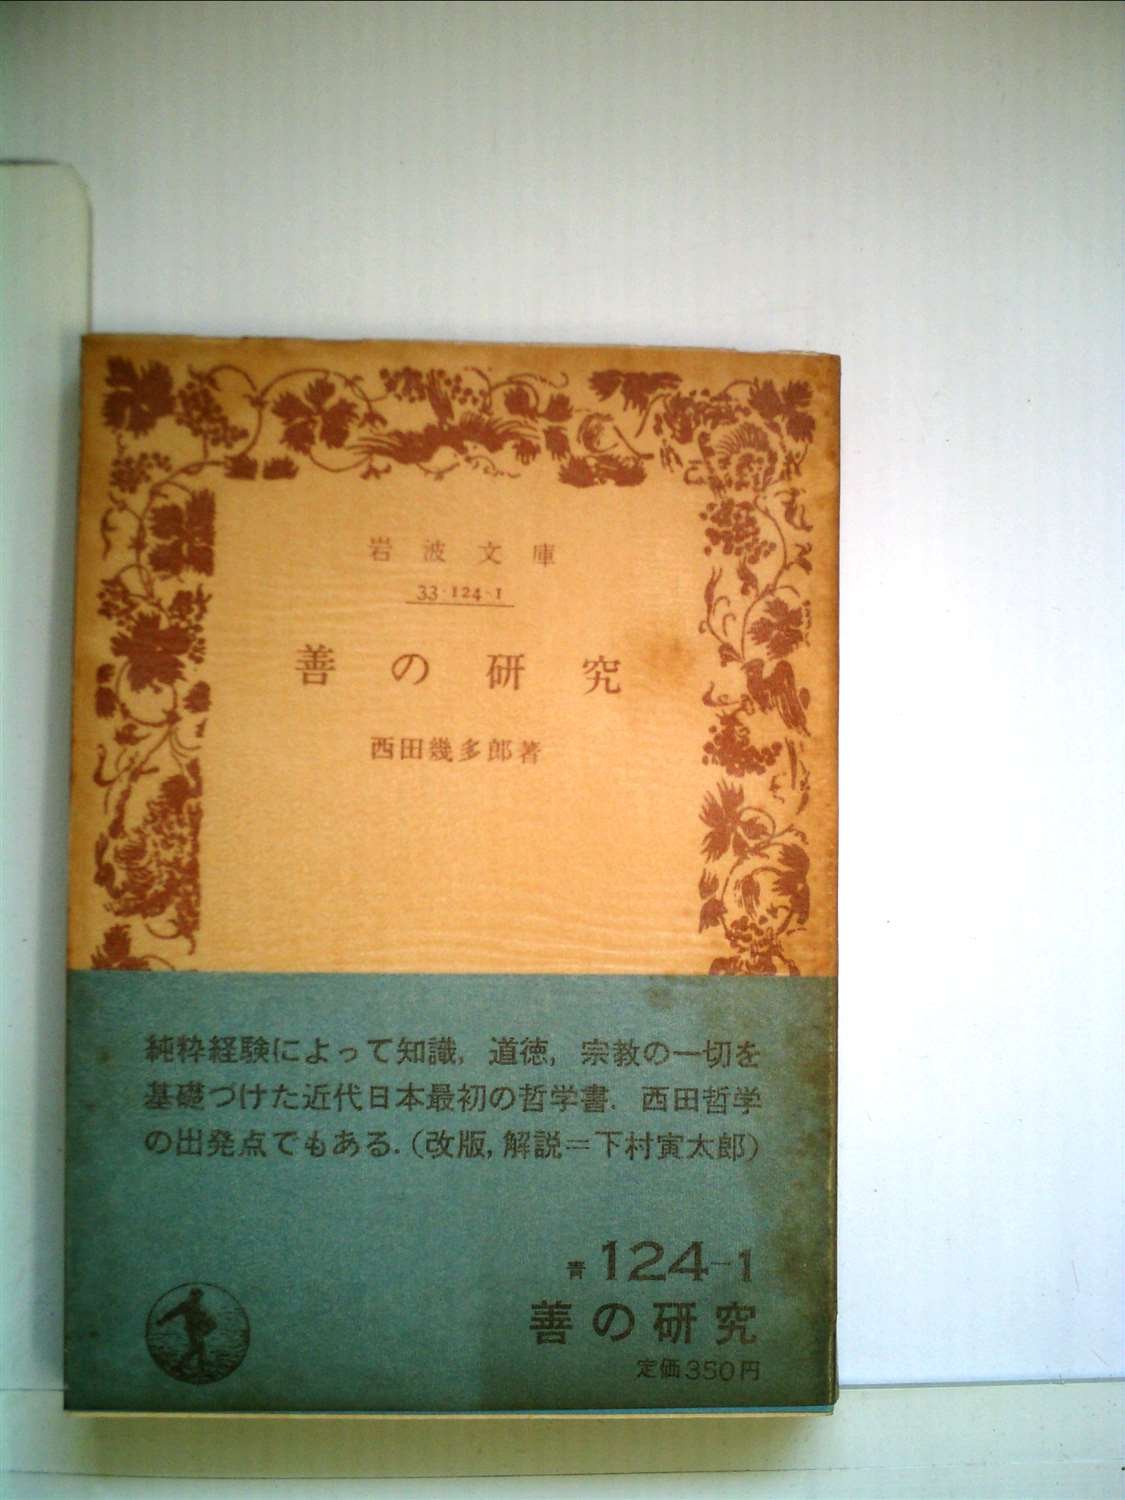 岩波文庫
33-124-1
善の研究
西田幾多郎著
純粋経験によって知識，道徳，宗教の一切を
基礎づけた近代日本最初の哲学書．西田哲学
の出発点でもある．（改版，解説＝下村寅太郎）
青 124-1
善の研究
定価350円